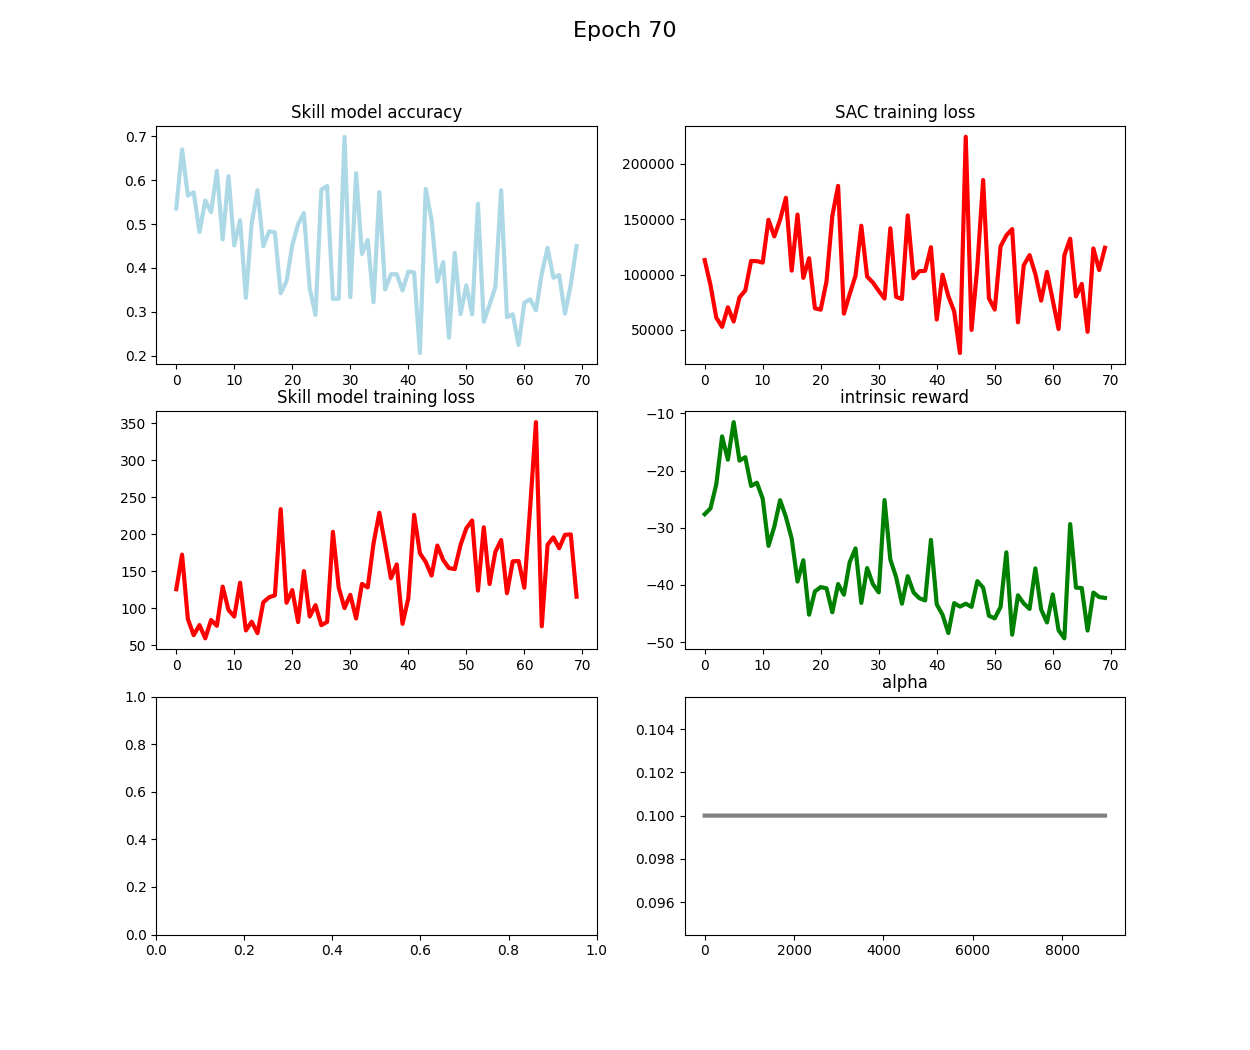 Epoch 70
Skill model accuracy
0.7
0.6
0.5
0.4
0.3
0.2
0 10 20 30 40 50 60 70
SAC training loss
200000
150000
100000
50000
0 10 20 30 40 50 60 70
Skill model training loss
350
300
250
200
150
100
50
0 10 20 30 40 50 60 70
intrinsic reward
−10
−20
−30
−40
−50
0 10 20 30 40 50 60 70
1.0
0.8
0.6
0.4
0.2
0.0
0.0 0.2 0.4 0.6 0.8 1.0
alpha
0.104
0.102
0.100
0.098
0.096
0 2000 4000 6000 8000